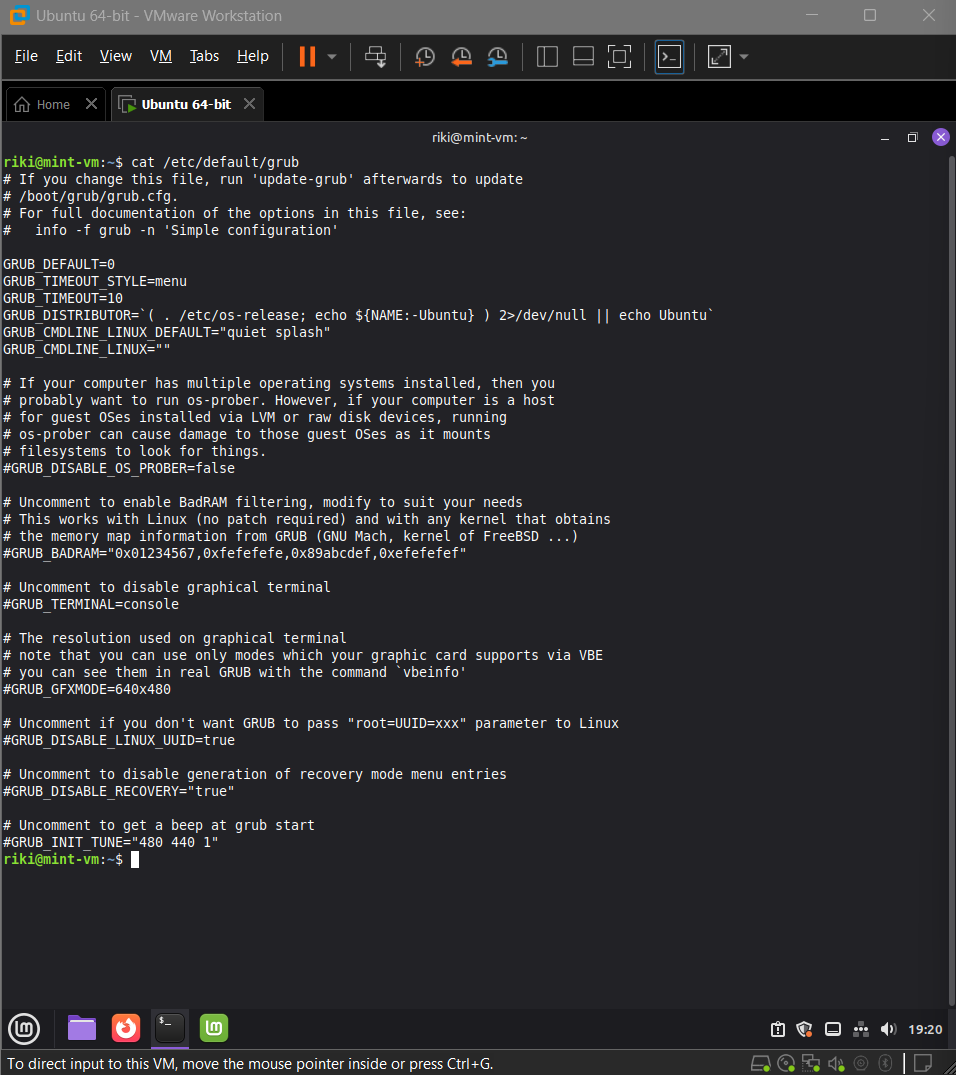 Ubuntu 64-bit - VMware Workstation
File Edit View VM Tabs Help
Home
Ubuntu 64-bit
riki@mint-vm: ~
riki@mint-vm:~$ cat /etc/default/grub
# If you change this file, run 'update-grub' afterwards to update
# /boot/grub/grub.cfg.
# For full documentation of the options in this file, see:
#   info -f grub -n 'Simple configuration'
GRUB_DEFAULT=0
GRUB_TIMEOUT_STYLE=menu
GRUB_TIMEOUT=10
GRUB_DISTRIBUTOR=`( . /etc/os-release; echo ${NAME:-Ubuntu} ) 2>/dev/null || echo Ubuntu`
GRUB_CMDLINE_LINUX_DEFAULT="quiet splash"
GRUB_CMDLINE_LINUX=""
# If your computer has multiple operating systems installed, then you
# probably want to run os-prober. However, if your computer is a host
# for guest OSes installed via LVM or raw disk devices, running
# os-prober can cause damage to those guest OSes as it mounts
# filesystems to look for things.
#GRUB_DISABLE_OS_PROBER=false
# Uncomment to enable BadRAM filtering, modify to suit your needs
# This works with Linux (no patch required) and with any kernel that obtains
# the memory map information from GRUB (GNU Mach, kernel of FreeBSD ...)
#GRUB_BADRAM="0x01234567,0xfefefefe,0x89abcdef,0xefefefef"
# Uncomment to disable graphical terminal
#GRUB_TERMINAL=console
# The resolution used on graphical terminal
# note that you can use only modes which your graphic card supports via VBE
# you can see them in real GRUB with the command `vbeinfo'
#GRUB_GFXMODE=640x480
# Uncomment if you don't want GRUB to pass "root=UUID=xxx" parameter to Linux
#GRUB_DISABLE_LINUX_UUID=true
# Uncomment to disable generation of recovery mode menu entries
#GRUB_DISABLE_RECOVERY="true"
# Uncomment to get a beep at grub start
#GRUB_INIT_TUNE="480 440 1"
riki@mint-vm:~$
19:20
To direct input to this VM, move the mouse pointer inside or press Ctrl+G.